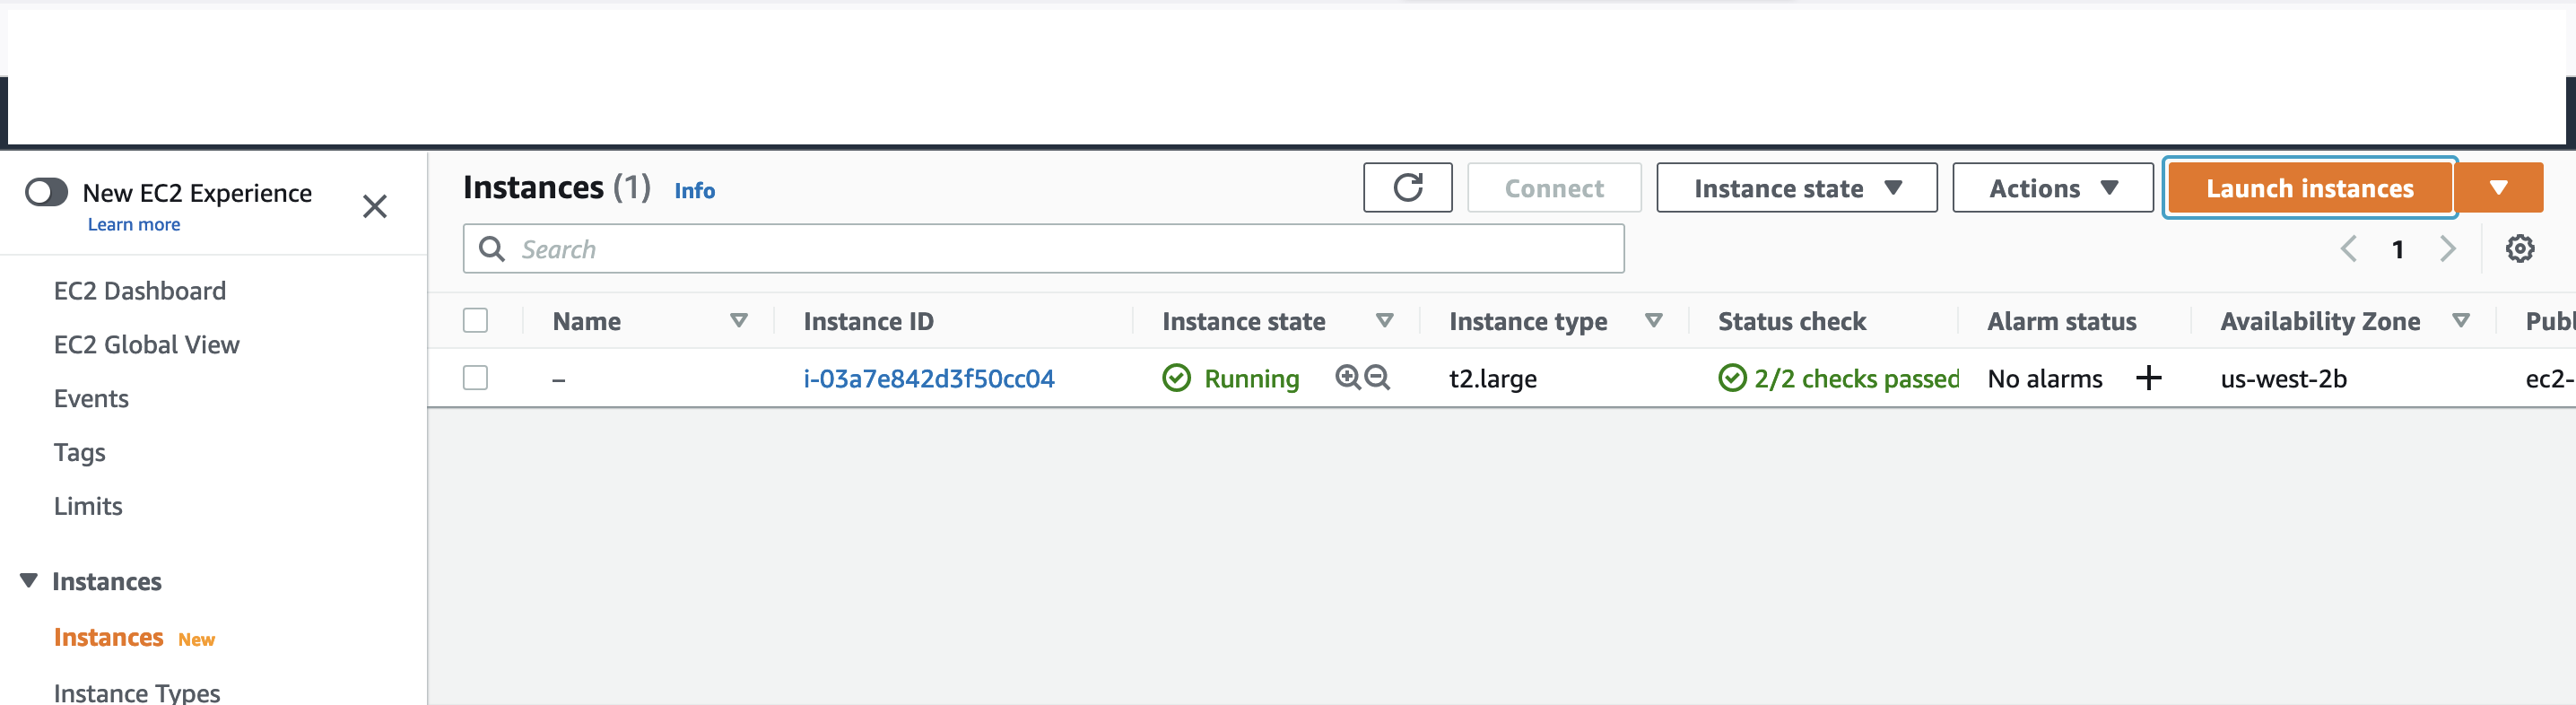 New EC2 Experience
Learn more
EC2 Dashboard
EC2 Global View
Events
Tags
Limits
Instances
Instances New
Instance Types
Instances (1) Info
Connect
Instance state
Actions
Launch instances
Search
1
Name Instance ID Instance state Instance type Status check Alarm status Availability Zone Publ
– i-03a7e842d3f50cc04 Running t2.large 2/2 checks passed No alarms + us-west-2b ec2-